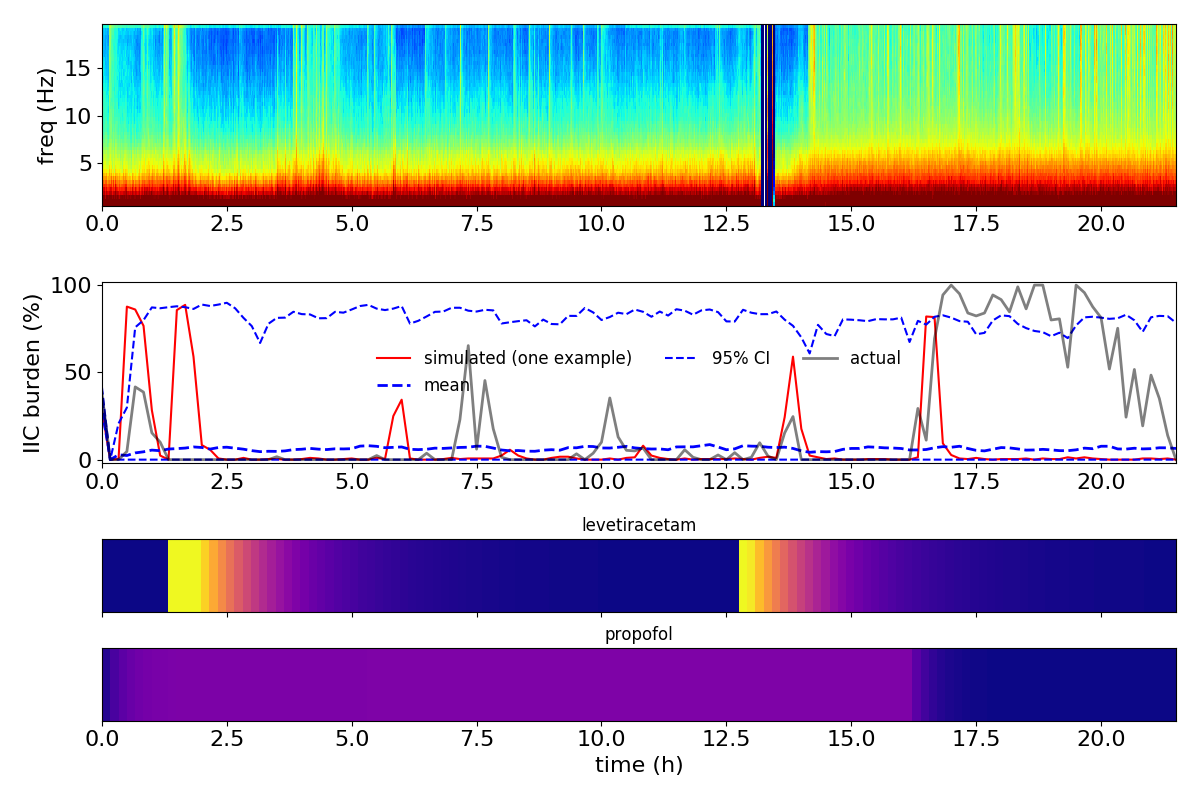 freq (Hz)
15
10
5
0.0 2.5 5.0 7.5 10.0 12.5 15.0 17.5 20.0
IIC burden (%)
100
50
0
simulated (one example) 95% CI actual
mean
0.0 2.5 5.0 7.5 10.0 12.5 15.0 17.5 20.0
levetiracetam
propofol
0.0 2.5 5.0 7.5 10.0 12.5 15.0 17.5 20.0
time (h)